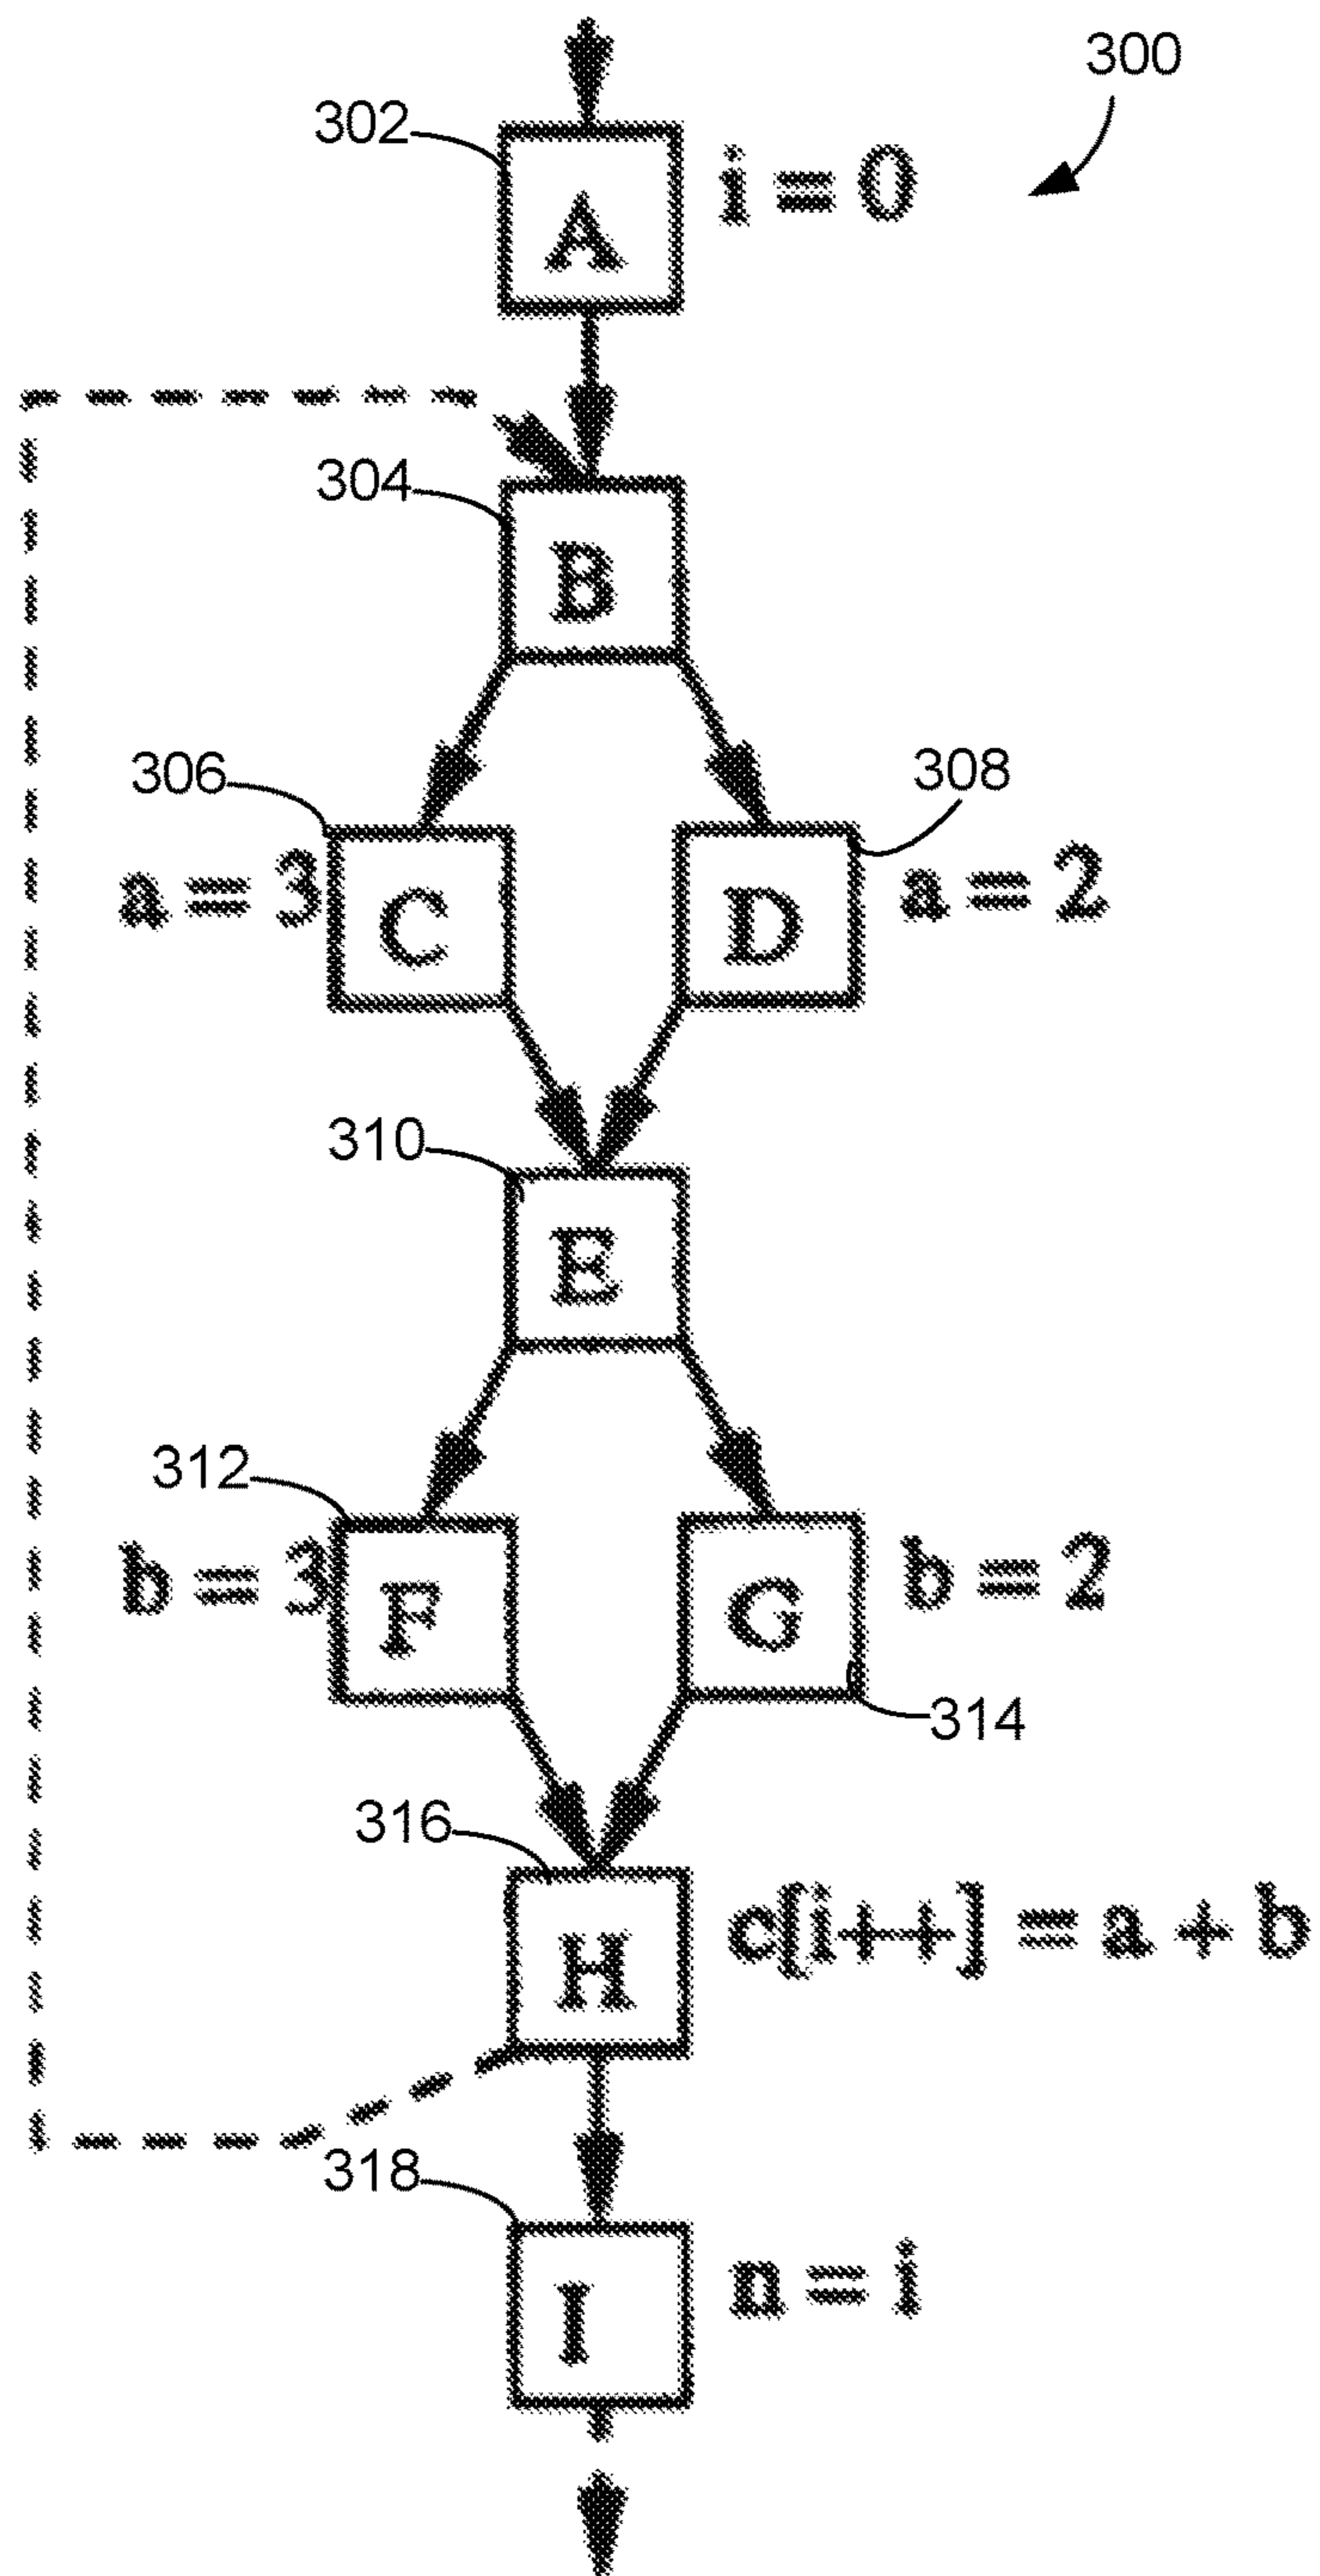 300
302
A
i = 0
304
B
306
308
a = 3
C
D
a = 2
310
E
312
b = 3
F
G
b = 2
314
316
H
c[i++] = a + b
318
I
n = i